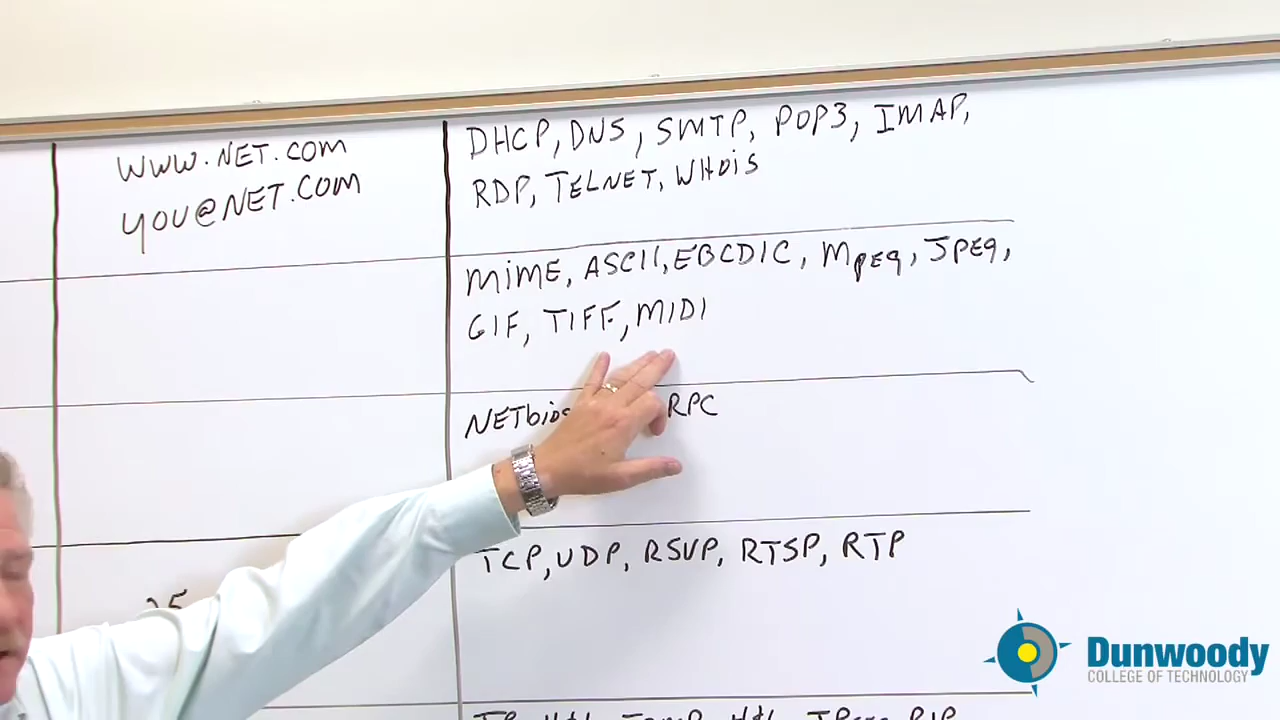 WWW.NET.COM
YOU@NET.COM
DHCP, DNS, SMTP, POP3, IMAP,
RDP, TELNET, WHOIS
MIME, ASCII, EBCDIC, MPEG, JPEG,
GIF, TIFF, MIDI
NETbios RPC
TCP, UDP, RSVP, RTSP, RTP
25
Dunwoody
COLLEGE OF TECHNOLOGY